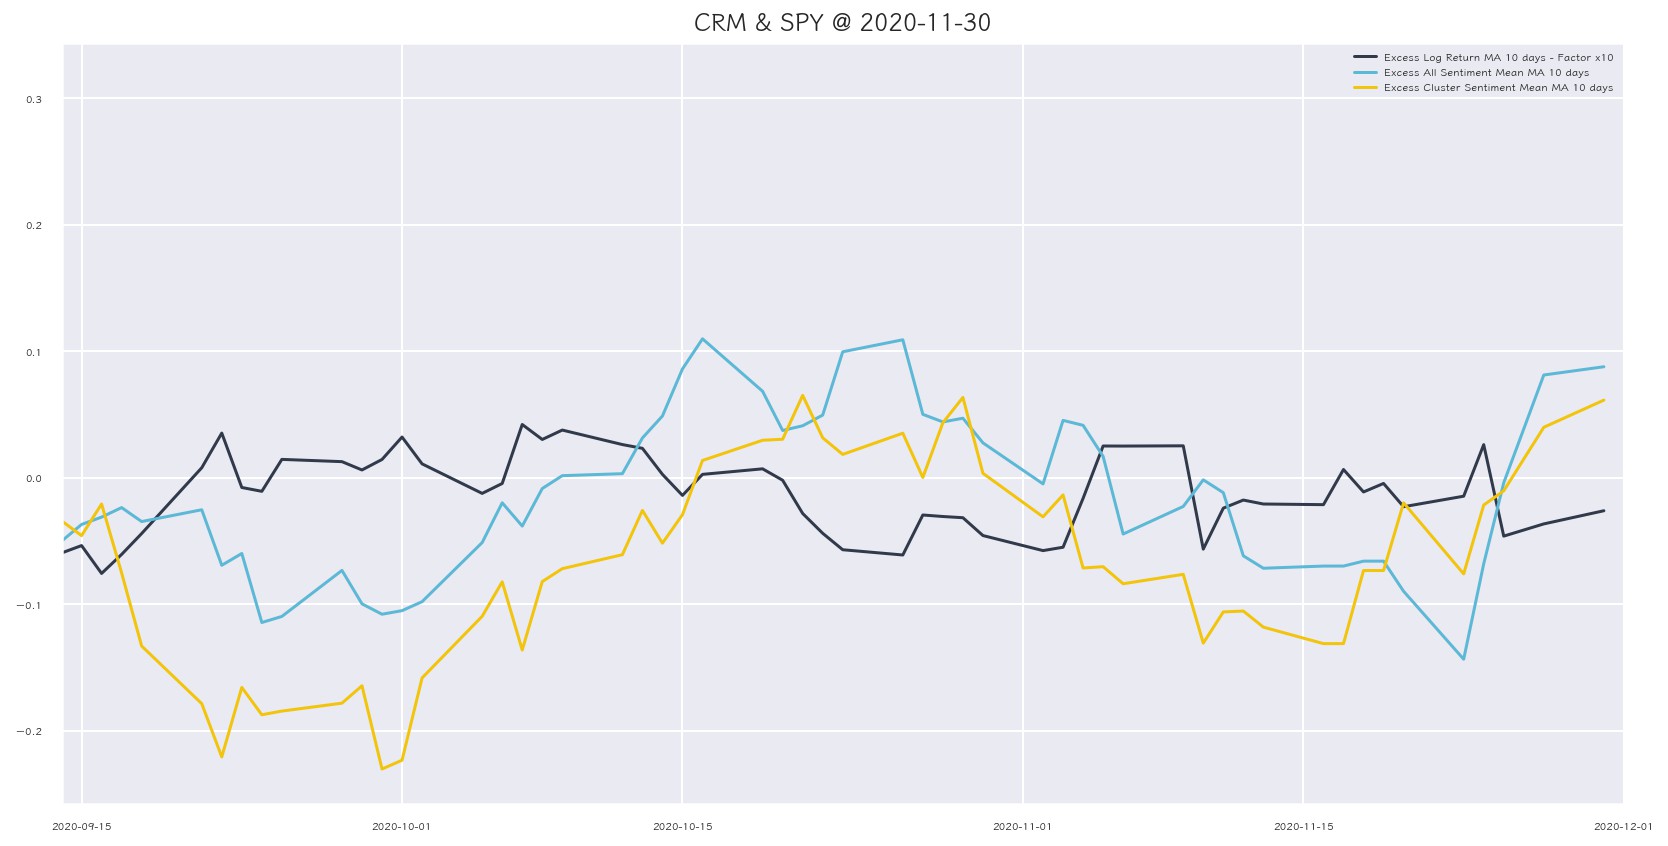 CRM & SPY @ 2020-11-30
Excess Log Return MA 10 days - Factor x10
Excess All Sentiment Mean MA 10 days
Excess Cluster Sentiment Mean MA 10 days
0.3
0.2
0.1
0.0
−0.1
−0.2
2020-09-15 2020-10-01 2020-10-15 2020-11-01 2020-11-15 2020-12-01